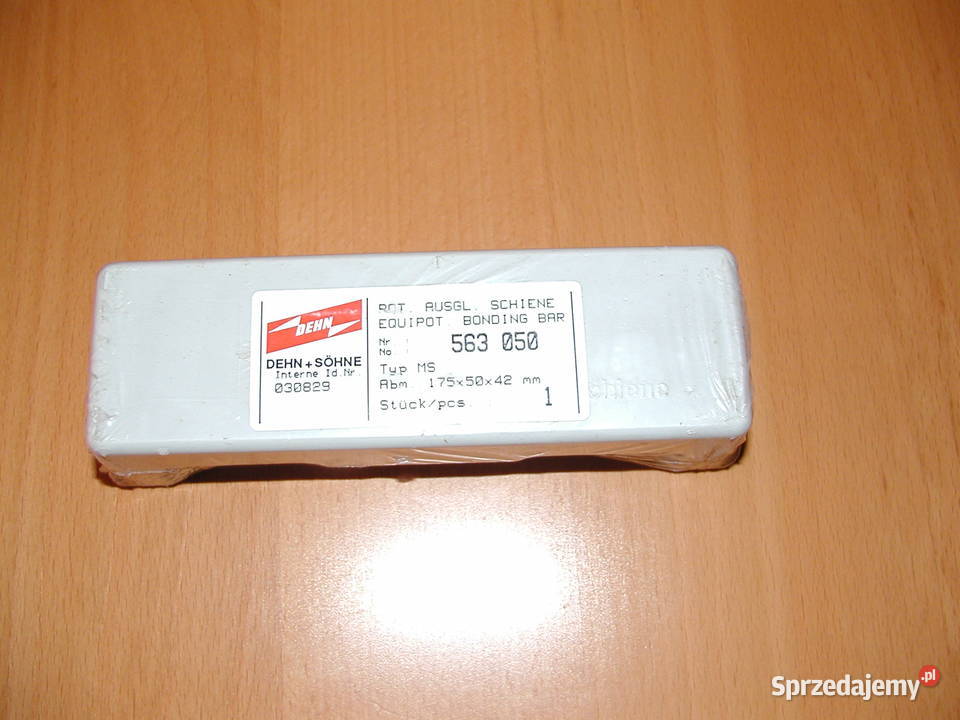 DEHN
DEHN + SÖHNE
Interne Id.Nr.
030829
POT. AUSGL. SCHIENE
EQUIPOT. BONDING BAR
Nr.:
No.:
563 050
Typ MS
Abm. 175x50x42 mm
Stück/pcs. : 1
schiene
Sprzedajemy.pl